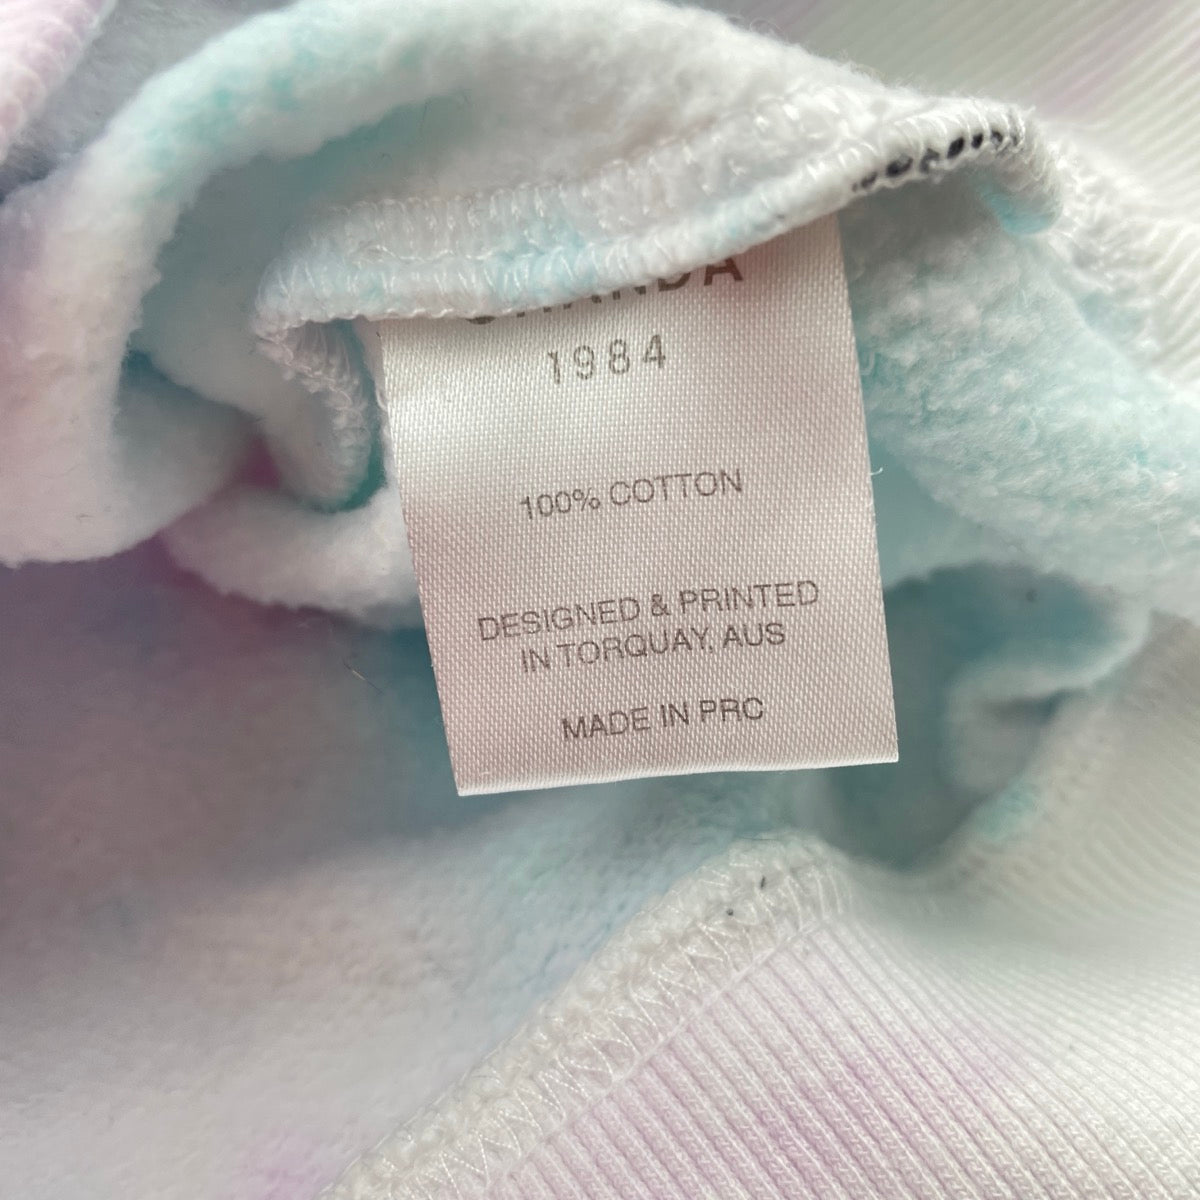 1984
100% COTTON
DESIGNED & PRINTED
IN TORQUAY, AUS
MADE IN PRC